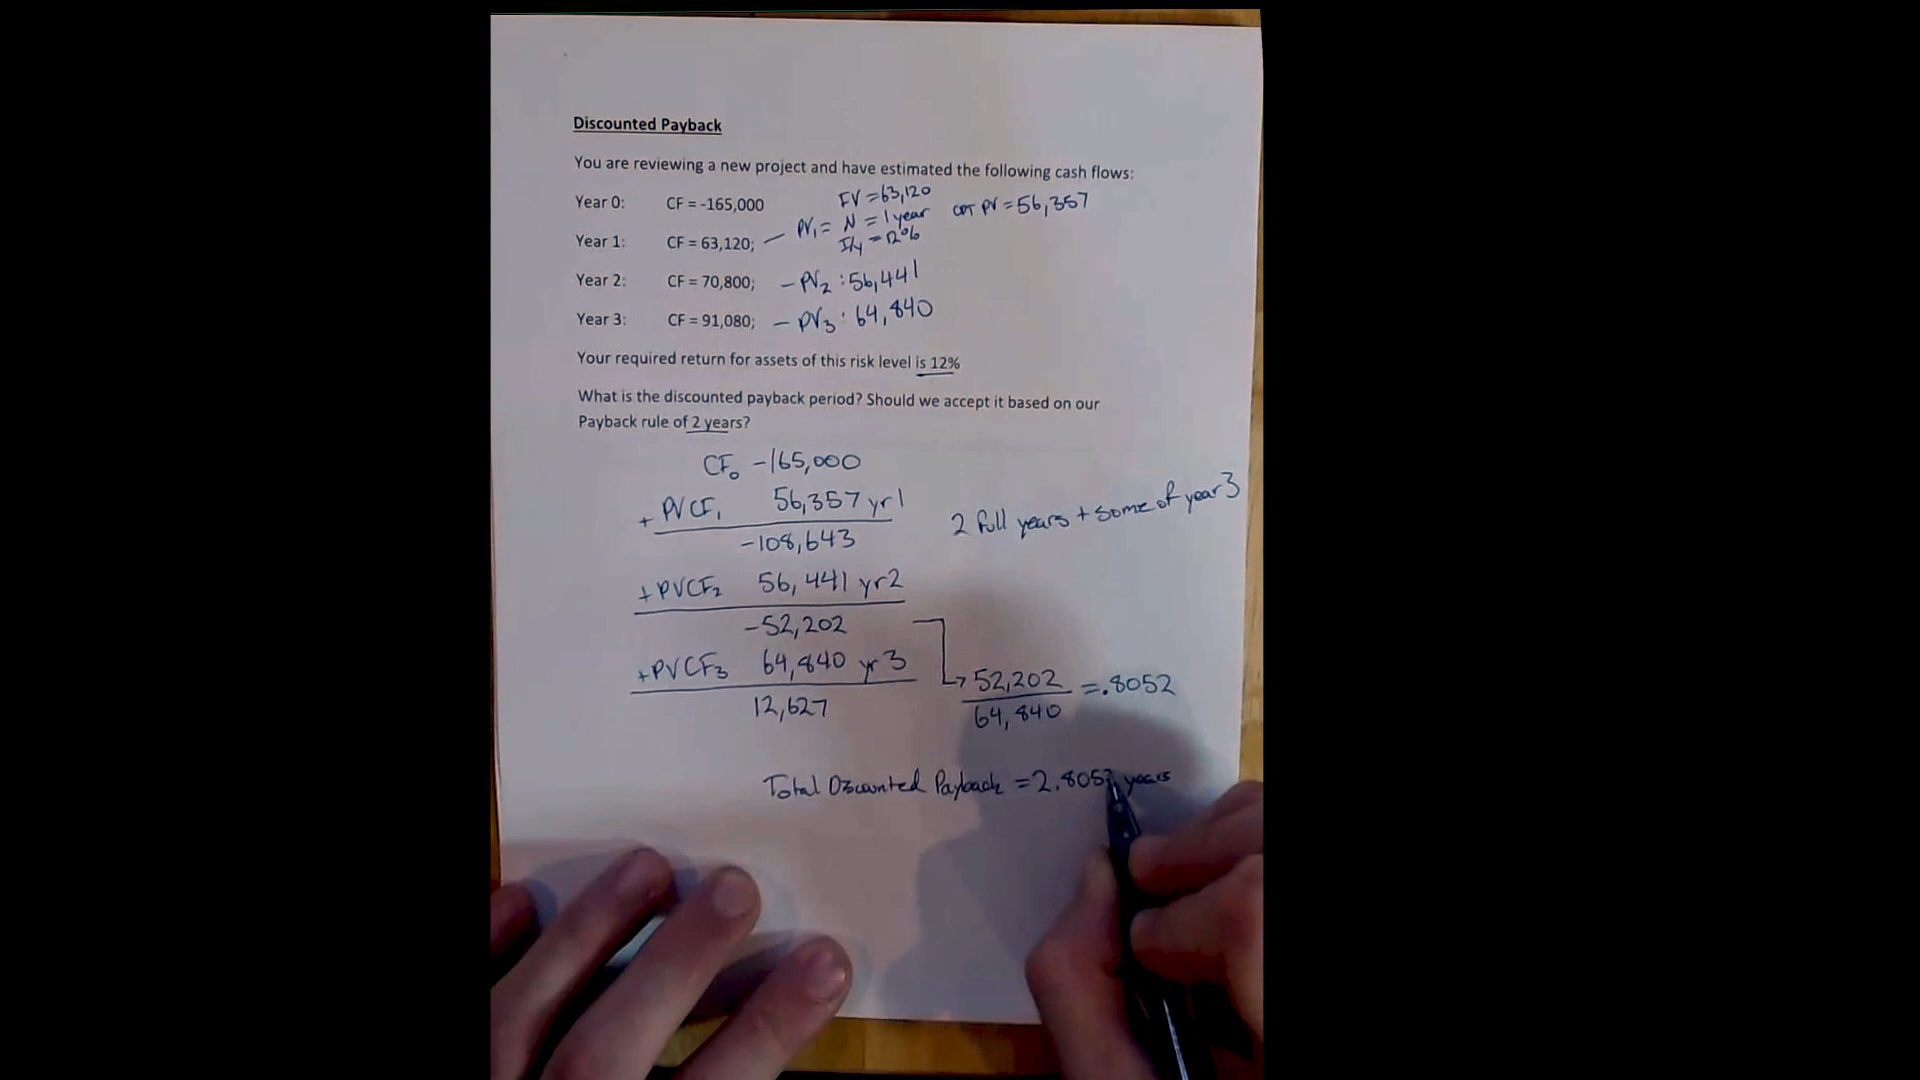 Discounted Payback
You are reviewing a new project and have estimated the following cash flows:
Year 0: CF = -165,000
FV = 63,120
Year 1: CF = 63,120; — PV₁ = N = 1 year CPT PV = 56,357
I/y = 12%
Year 2: CF = 70,800; — PV₂ : 56,441
Year 3: CF = 91,080; — PV₃ : 64,840
Your required return for assets of this risk level is 12%
What is the discounted payback period? Should we accept it based on our
Payback rule of 2 years?
CF₀ -165,000
+ PVCF₁ 56,357 yr1
-108,643
2 full years + some of year 3
+PVCF₂ 56,441 yr2
-52,202
+PVCF₃ 64,840 yr3
12,627
52,202
64,840
=.8052
Total Discounted Payback = 2.805 years